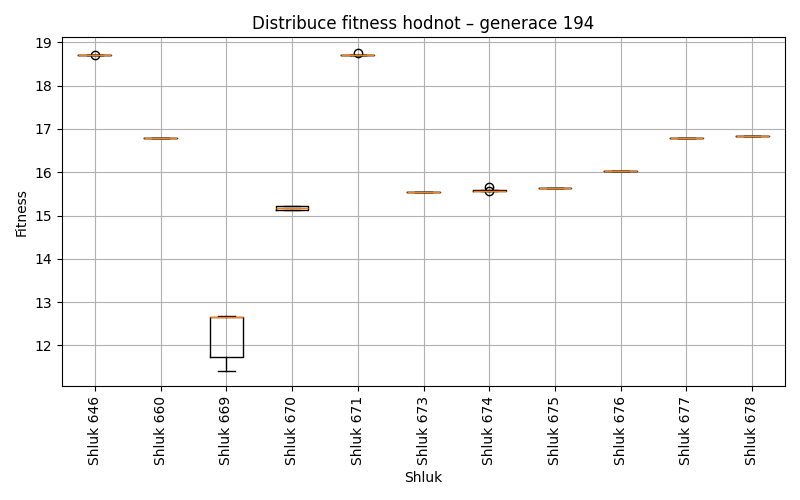 Distribuce fitness hodnot – generace 194
Fitness
19
18
17
16
15
14
13
12
Shluk 646
Shluk 660
Shluk 669
Shluk 670
Shluk 671
Shluk 673
Shluk 674
Shluk 675
Shluk 676
Shluk 677
Shluk 678
Shluk